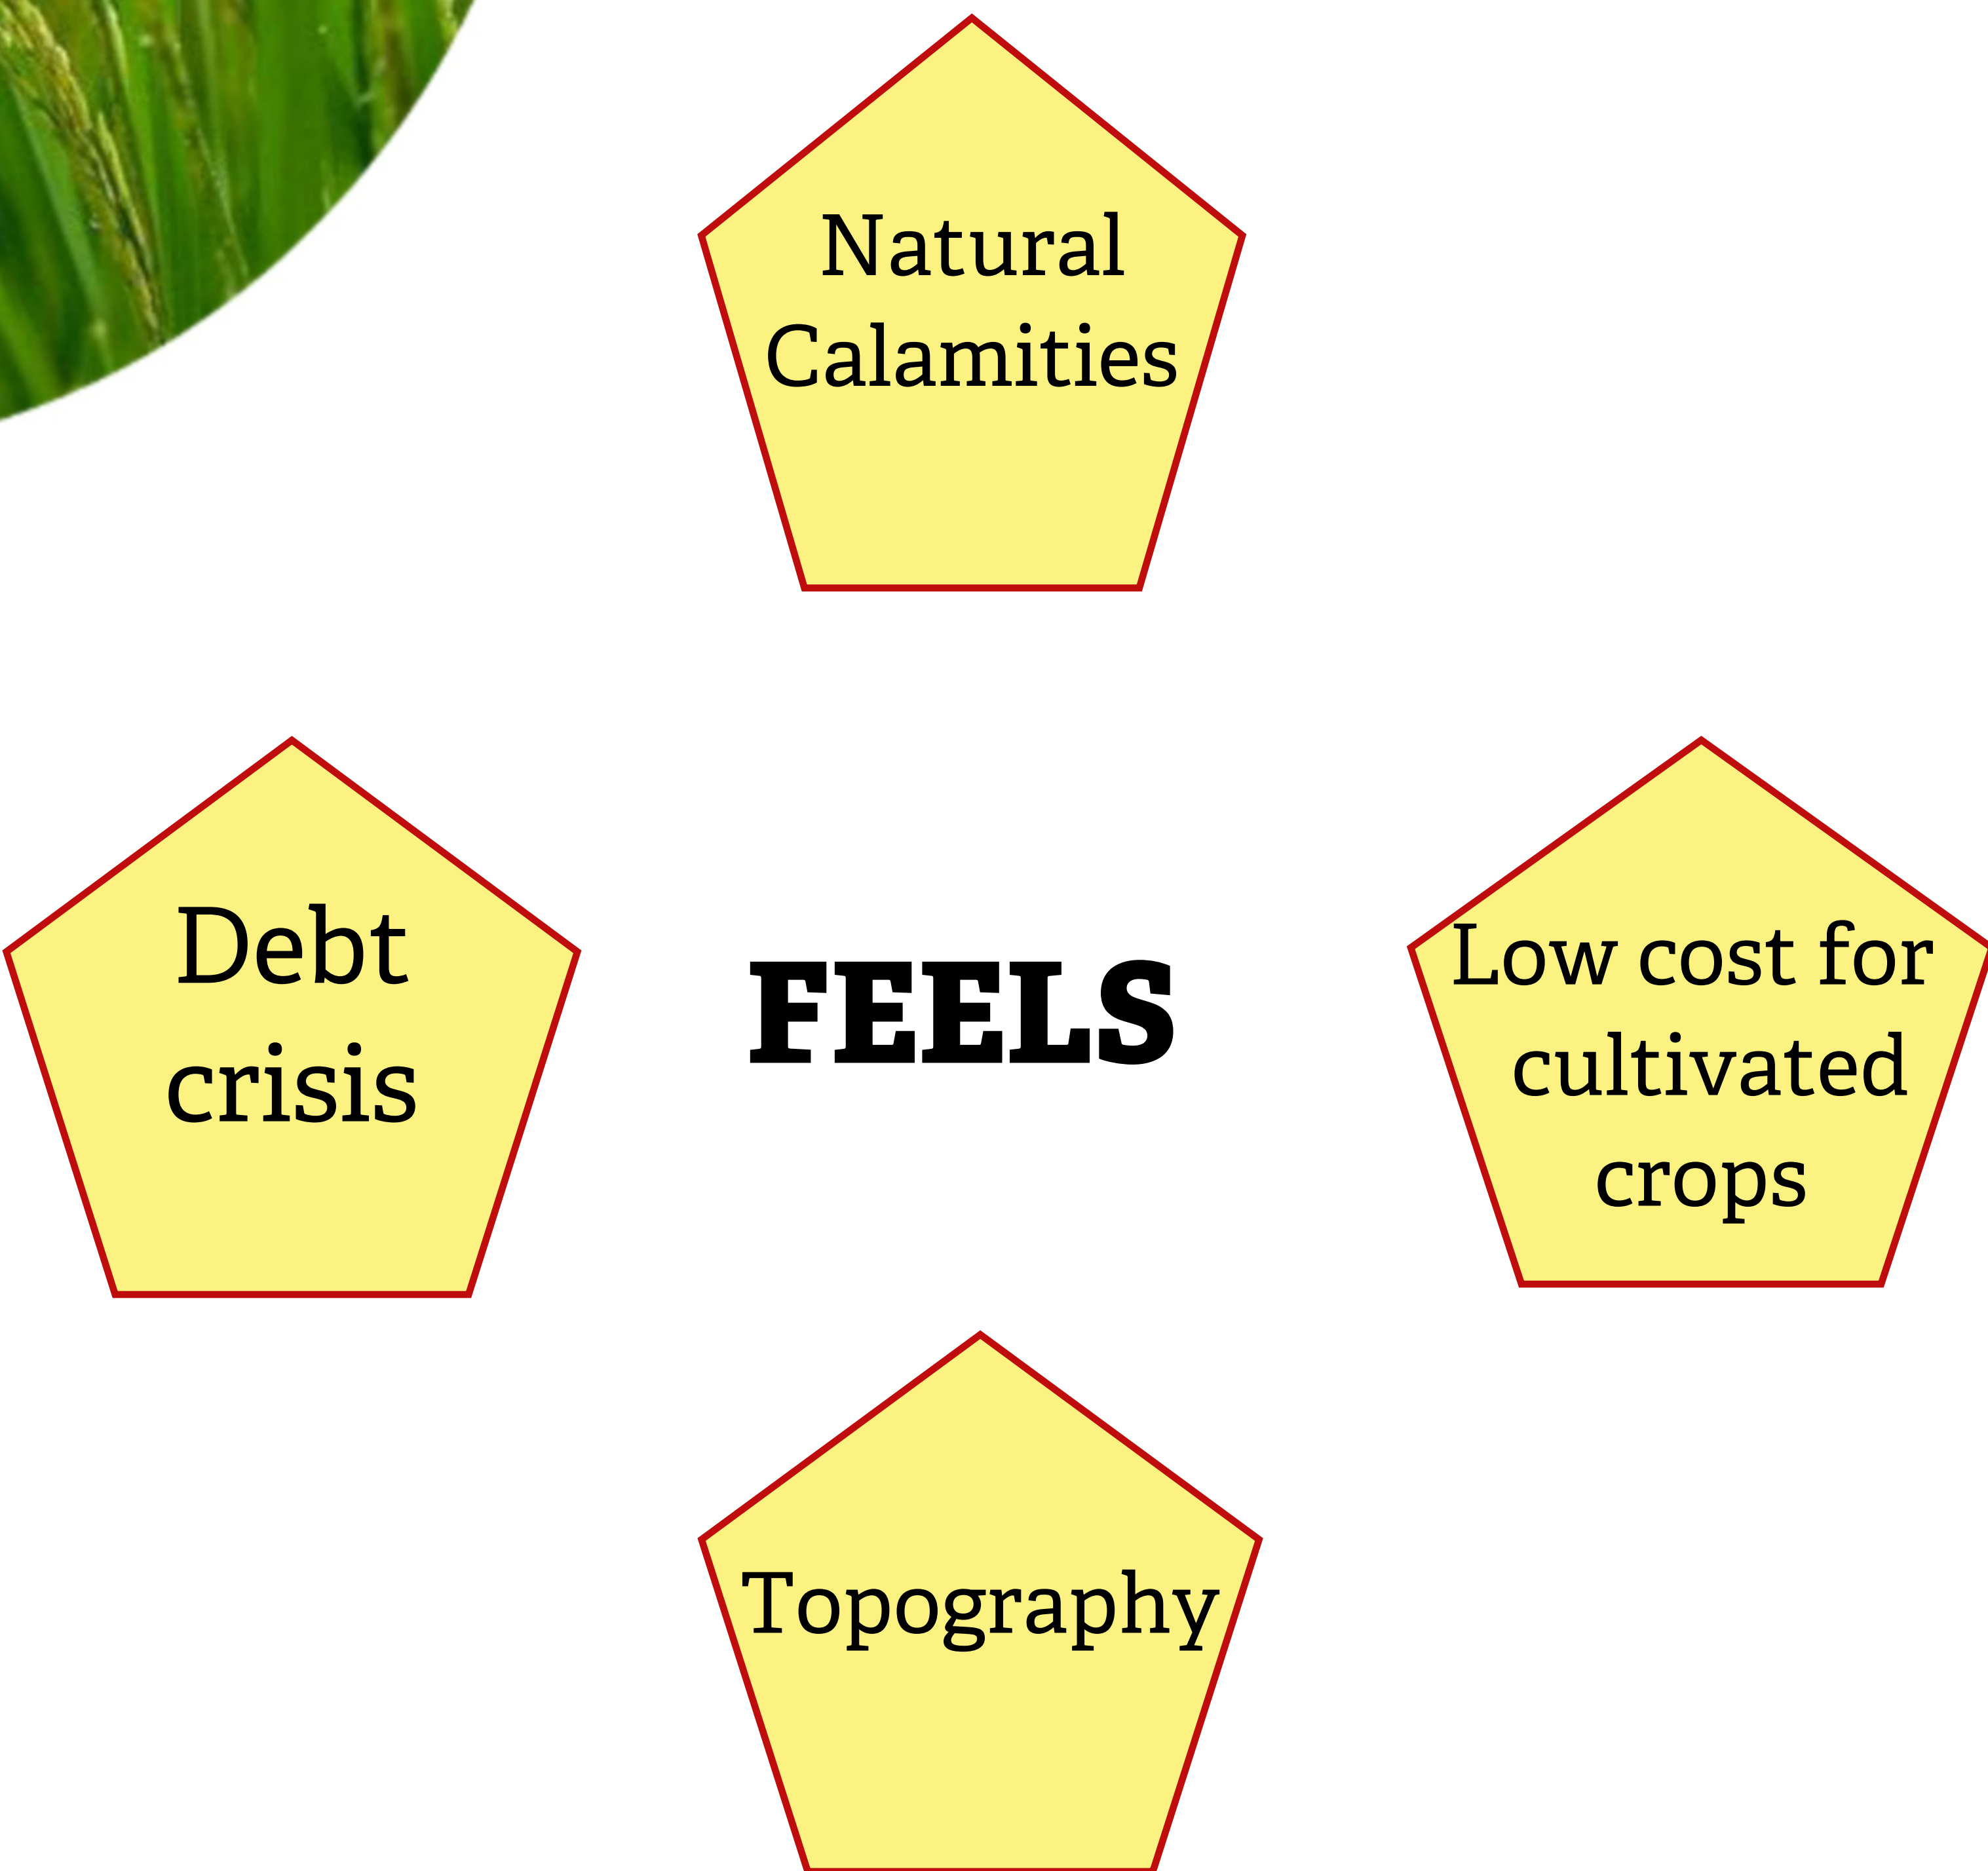 Natural
Calamities
Debt
crisis
FEELS
Low cost for
cultivated
crops
Topography